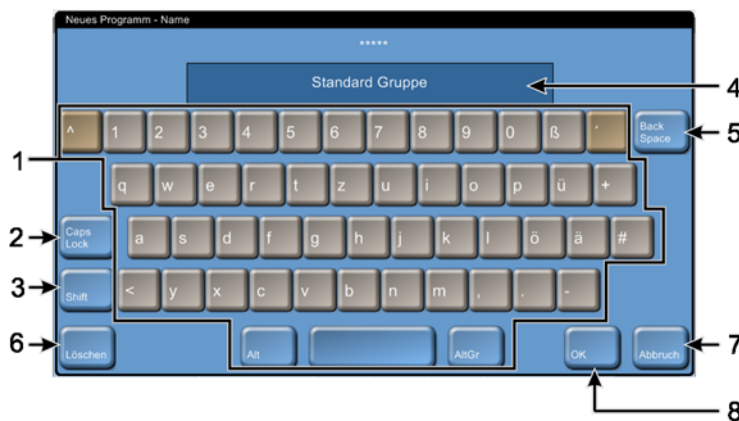 Neues Programm - Name
*****
Standard Gruppe
4
^ 1 2 3 4 5 6 7 8 9 0 ß ´
Back
Space
5
1
q w e r t z u i o p ü +
2
Caps
Lock
a s d f g h j k l ö ä #
3
Shift
< y x c v b n m , . -
6
Löschen
Alt
AltGr
OK
Abbruch
7
8